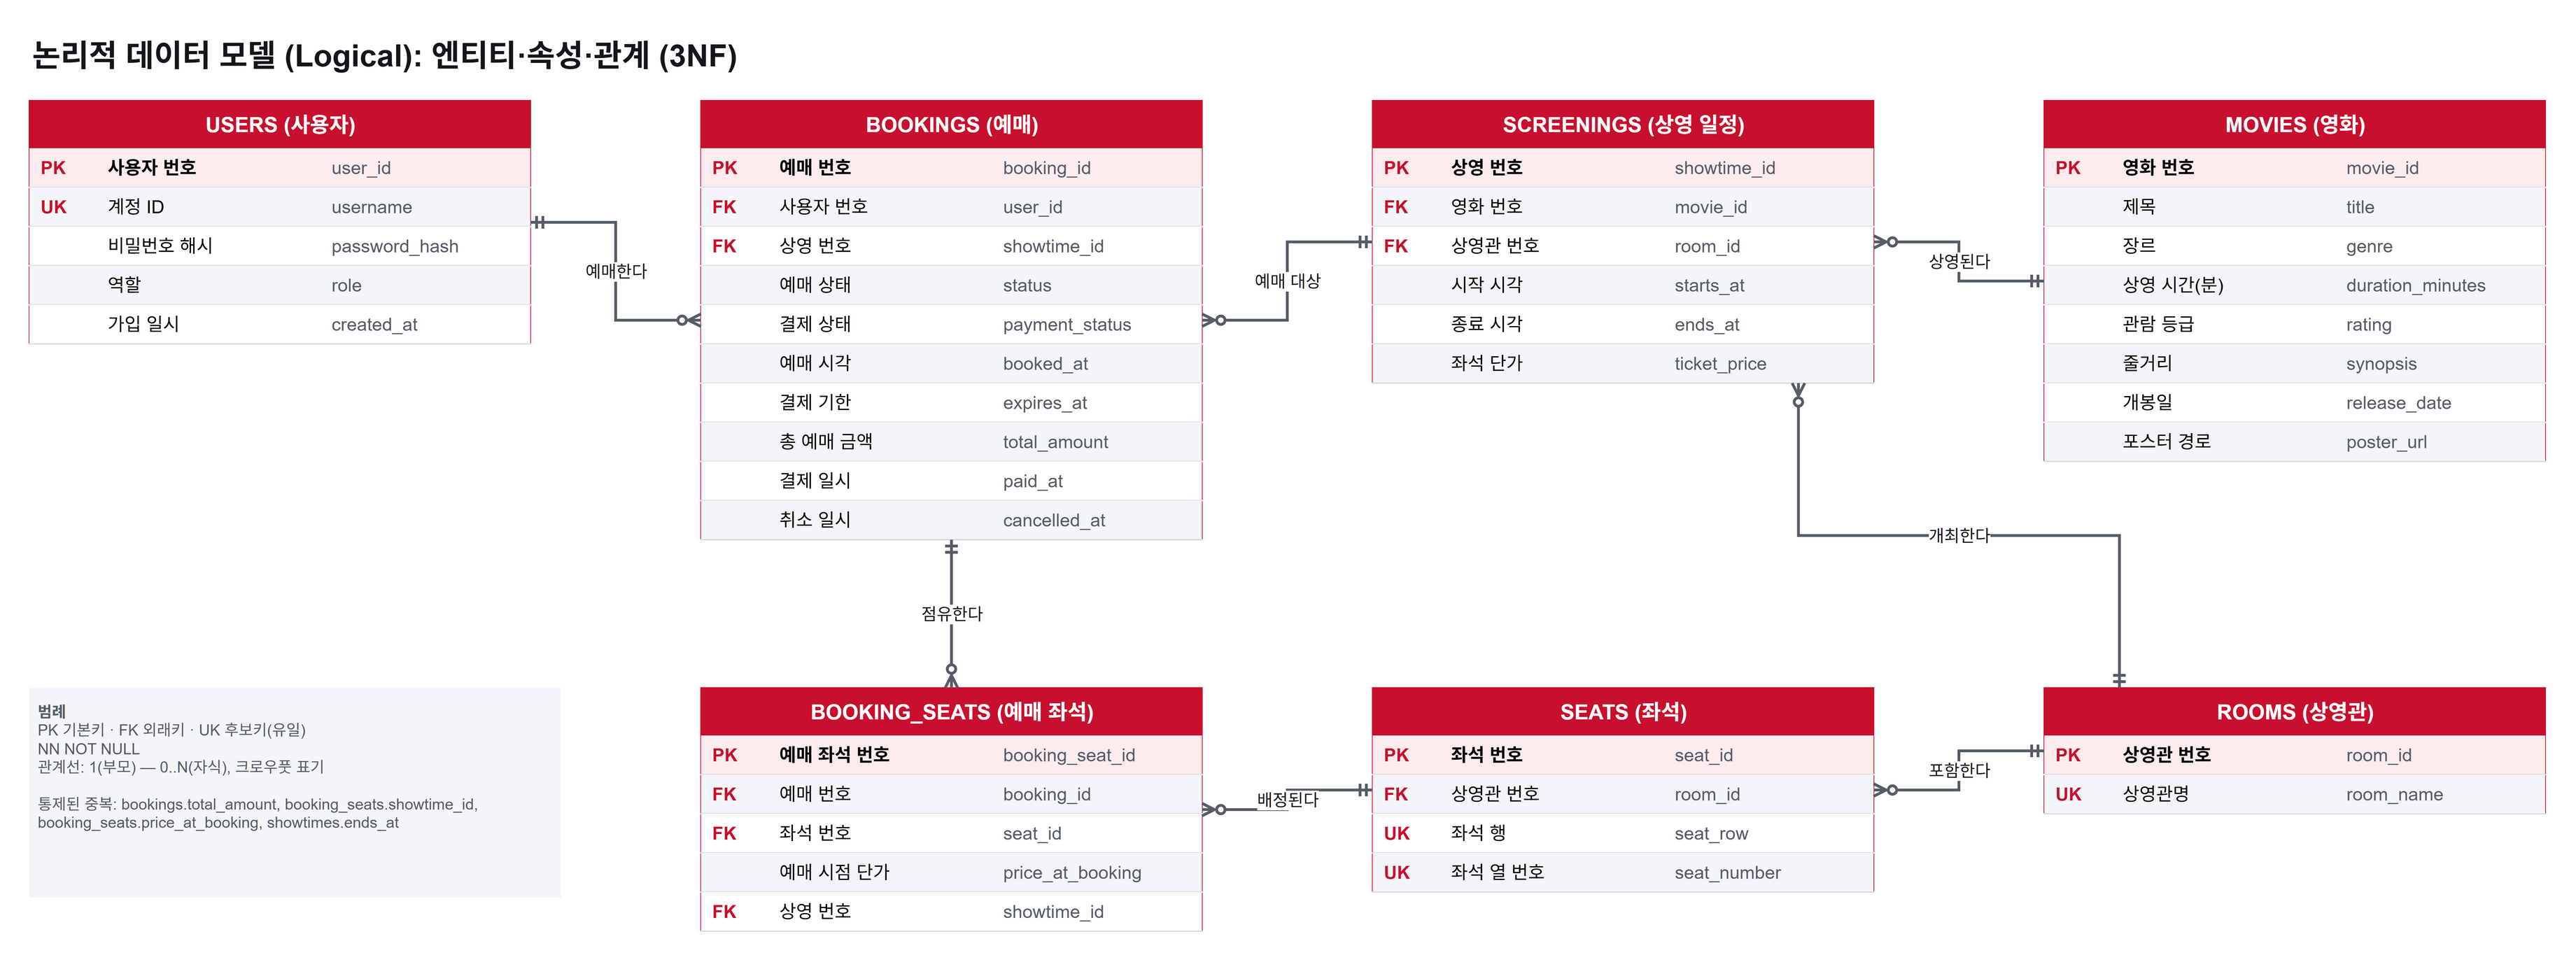 논리적 데이터 모델 (Logical): 엔티티·속성·관계 (3NF)
USERS (사용자)
PK 사용자 번호 user_id
UK 계정 ID username
비밀번호 해시 password_hash
역할 role
가입 일시 created_at
예매한다
BOOKINGS (예매)
PK 예매 번호 booking_id
FK 사용자 번호 user_id
FK 상영 번호 showtime_id
예매 상태 status
결제 상태 payment_status
예매 시각 booked_at
결제 기한 expires_at
총 예매 금액 total_amount
결제 일시 paid_at
취소 일시 cancelled_at
예매 대상
SCREENINGS (상영 일정)
PK 상영 번호 showtime_id
FK 영화 번호 movie_id
FK 상영관 번호 room_id
시작 시각 starts_at
종료 시각 ends_at
좌석 단가 ticket_price
상영된다
MOVIES (영화)
PK 영화 번호 movie_id
제목 title
장르 genre
상영 시간(분) duration_minutes
관람 등급 rating
줄거리 synopsis
개봉일 release_date
포스터 경로 poster_url
개최한다
점유한다
범례
PK 기본키 · FK 외래키 · UK 후보키(유일)
NN NOT NULL
관계선: 1(부모) — 0..N(자식), 크로우풋 표기
통제된 중복: bookings.total_amount, booking_seats.showtime_id,
booking_seats.price_at_booking, showtimes.ends_at
BOOKING_SEATS (예매 좌석)
PK 예매 좌석 번호 booking_seat_id
FK 예매 번호 booking_id
FK 좌석 번호 seat_id
예매 시점 단가 price_at_booking
FK 상영 번호 showtime_id
배정된다
SEATS (좌석)
PK 좌석 번호 seat_id
FK 상영관 번호 room_id
UK 좌석 행 seat_row
UK 좌석 열 번호 seat_number
포함한다
ROOMS (상영관)
PK 상영관 번호 room_id
UK 상영관명 room_name